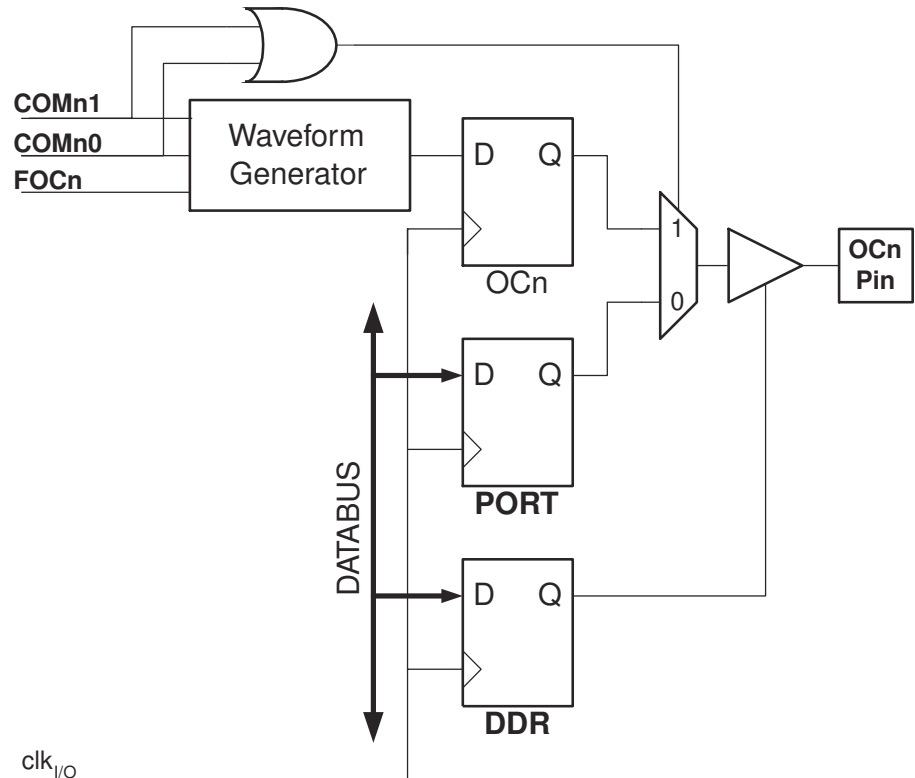 COMn1
COMn0
FOCn
Waveform
Generator
D Q
OCn
1
0
OCn
Pin
D Q
PORT
DATABUS
D Q
DDR
clkI/O